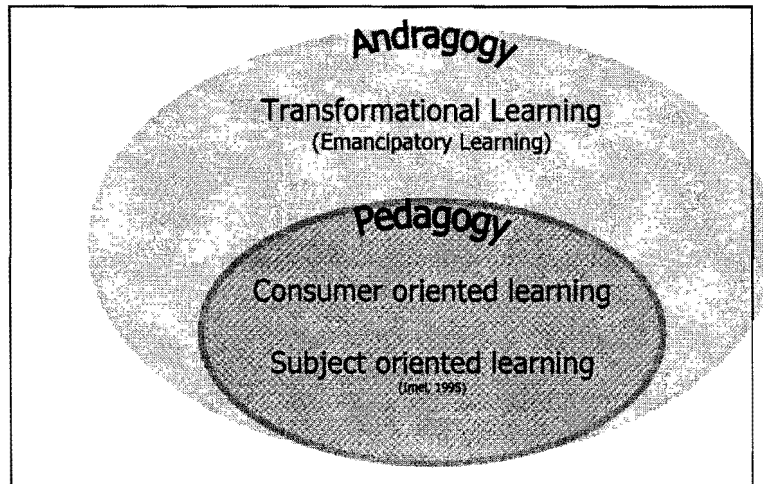 Andragogy
Transformational Learning
(Emancipatory Learning)
Pedagogy
Consumer oriented learning
Subject oriented learning
(Imel, 1995)